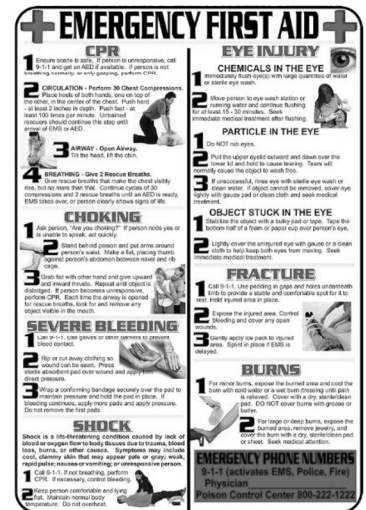 EMERGENCY FIRST AID
CPR
1 Ensure scene is safe. If person is unresponsive, call
9-1-1 and get an AED if available. If person is not
breathing normally, or only gasping, perform CPR.
2 CIRCULATION - Perform 30 Chest Compressions.
Place heels of both hands, one on top of
the other, in the center of the chest. Push hard
- at least 2 inches in depth. Push fast - at
least 100 times per minute. Untrained
rescuers should continue this step until
arrival of EMS or AED.
3 AIRWAY - Open Airway.
Tilt the head, lift the chin.
4 BREATHING - Give 2 Rescue Breaths.
Give rescue breaths that make the chest visibly
rise, but no more than that. Continue cycles of 30
compressions and 2 rescue breaths until an AED is ready,
EMS takes over, or person clearly shows signs of life.
CHOKING
1 Ask person, "Are you choking?" If person nods yes or
is unable to speak, act quickly.
2 Stand behind person and put arms around
person's waist. Make a fist, placing thumb
against person's abdomen between navel and rib
cage.
3 Grab fist with other hand and give upward
and inward thrusts. Repeat until object is
dislodged. If person becomes unresponsive,
perform CPR. Each time the airway is opened
for rescue breaths, look for and remove any
object visible in the mouth.
SEVERE BLEEDING
1 Call 9-1-1. Use gloves or other barriers to prevent
blood contact.
2 Rip or cut away clothing so
wound can be seen. Press
sterile absorbent pad over wound and apply firm
direct pressure.
3 Wrap a conforming bandage securely over the pad to
maintain pressure and hold the pad in place. If
bleeding continues, apply more pads and apply pressure.
Do not remove the first pads.
SHOCK
Shock is a life-threatening condition caused by lack of
blood or oxygen flow to body tissues due to trauma, blood
loss, burns, or other causes. Symptoms may include
cool, clammy skin that may appear pale or gray; weak,
rapid pulse; nausea or vomiting; or unresponsive person.
1 Call 9-1-1. If not breathing, perform
CPR. If necessary, control bleeding.
2 Keep person comfortable and lying
flat. Maintain normal body
temperature. Do not overheat.
EYE INJURY
CHEMICALS IN THE EYE
1 Immediately flush eye(s) with large quantities of water
or sterile eye wash.
2 Move person to eye wash station or
running water and continue flushing
for at least 15 - 30 minutes. Seek
immediate medical treatment after flushing.
PARTICLE IN THE EYE
1 Do NOT rub eyes.
2 Pull the upper eyelid outward and down over the
lower lid and hold to cause tearing. Tears will
normally cause the object to wash free.
3 If unsuccessful, rinse eye with sterile eye wash or
clean water. If object cannot be removed, cover eye
lightly with gauze pad or clean cloth and seek medical
treatment.
OBJECT STUCK IN THE EYE
1 Stabilize the object with a bulky pad or tape. Tape the
bottom half of a foam or paper cup over person's eye.
2 Lightly cover the uninjured eye with gauze or a clean
cloth to help keep both eyes from moving. Seek
immediate medical treatment.
FRACTURE
1 Call 9-1-1. Use padding in gaps and holes underneath
limb to provide a stable and comfortable spot for it to
rest. Hold injured area in place.
2 Expose the injured area. Control
bleeding and cover any open
wounds.
3 Gently apply ice pack to injured
area. Splint in place if EMS is
delayed.
BURNS
1 For minor burns, expose the burned area and cool the
burn with cold water or a wet burn dressing until pain
is relieved. Cover with a dry, sterile/clean
pad. DO NOT cover burns with grease or
butter.
2 For large or deep burns, expose the
burned area, remove jewelry, and
cover the burn with a dry, sterile/clean pad
or sheet. Seek medical attention.
EMERGENCY PHONE NUMBERS
9-1-1 (activates EMS, Police, Fire)
Physician
Poison Control Center 800-222-1222